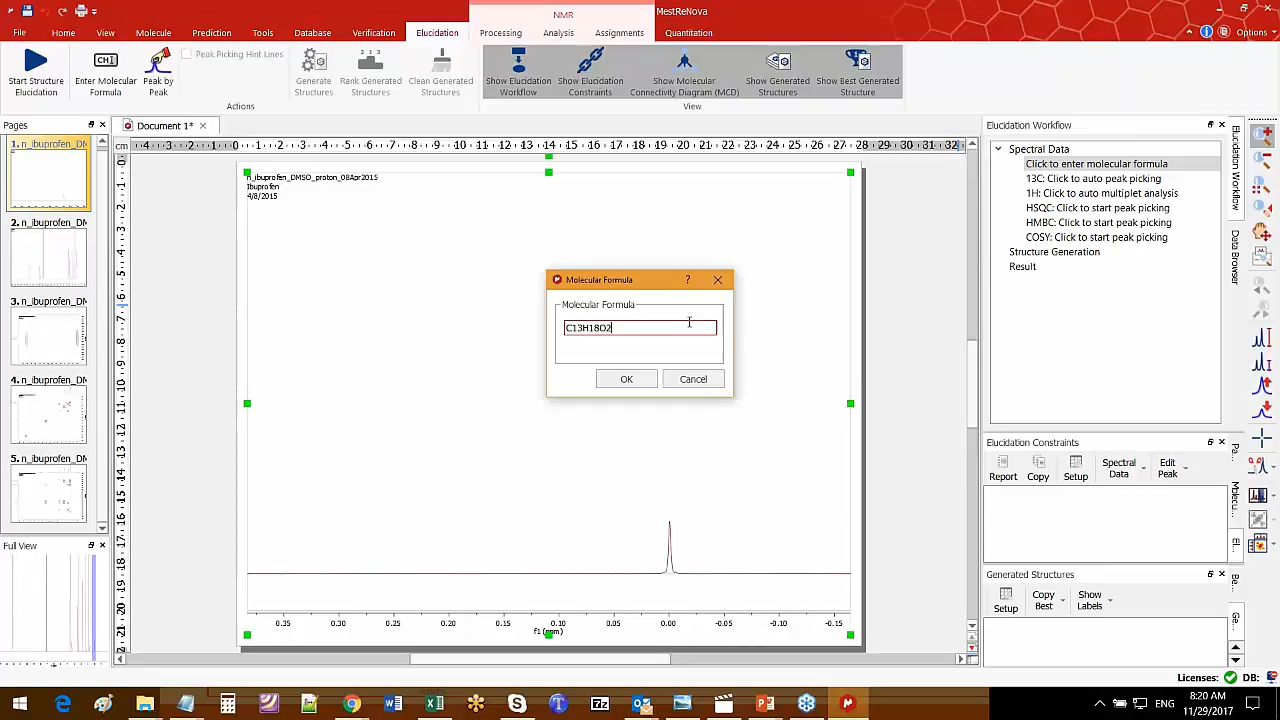 NMR
MestReNova
File
Home
View
Molecule
Prediction
Tools
Database
Verification
Elucidation
Processing
Analysis
Assignments
Quantification
Options
Start Structure
Elucidation
Enter Molecular
Formula
Peak by
Peak
Peak Picking Hint Lines
Generate
Structures
Rank Generated
Structures
Clean Generated
Structures
Actions
Show Elucidation
Workflow
Show Elucidation
Constraints
Show Molecular
Connectivity Diagram (MCD)
Show Generated
Structures
Show Best Generated
Structure
View
Pages
1. n_ibuprofen_DM
2. n_ibuprofen_DM
3. n_ibuprofen_DM
4. n_ibuprofen_DM
5. n_ibuprofen_DM
Full View
Document 1*
cm
n_ibuprofen_DMSO_proton_08Apr2015
Ibuprofen
4/8/2015
Molecular Formula
Molecular Formula
C13H18O2
OK
Cancel
0.35 0.30 0.25 0.20 0.15 0.10 0.05 0.00 -0.05 -0.10 -0.15
f1 (ppm)
Elucidation Workflow
Spectral Data
Click to enter molecular formula
13C: Click to auto peak picking
1H: Click to auto multiplet analysis
HSQC: Click to start peak picking
HMBC: Click to start peak picking
COSY: Click to start peak picking
Structure Generation
Result
Elucidation Workflow
Data Browser
Elucidation Constraints
Report
Copy
Setup
Spectral
Data
Edit
Peak
Generated Structures
Setup
Copy
Best
Show
Labels
Licenses:
DB:
ENG
8:20 AM
11/29/2017